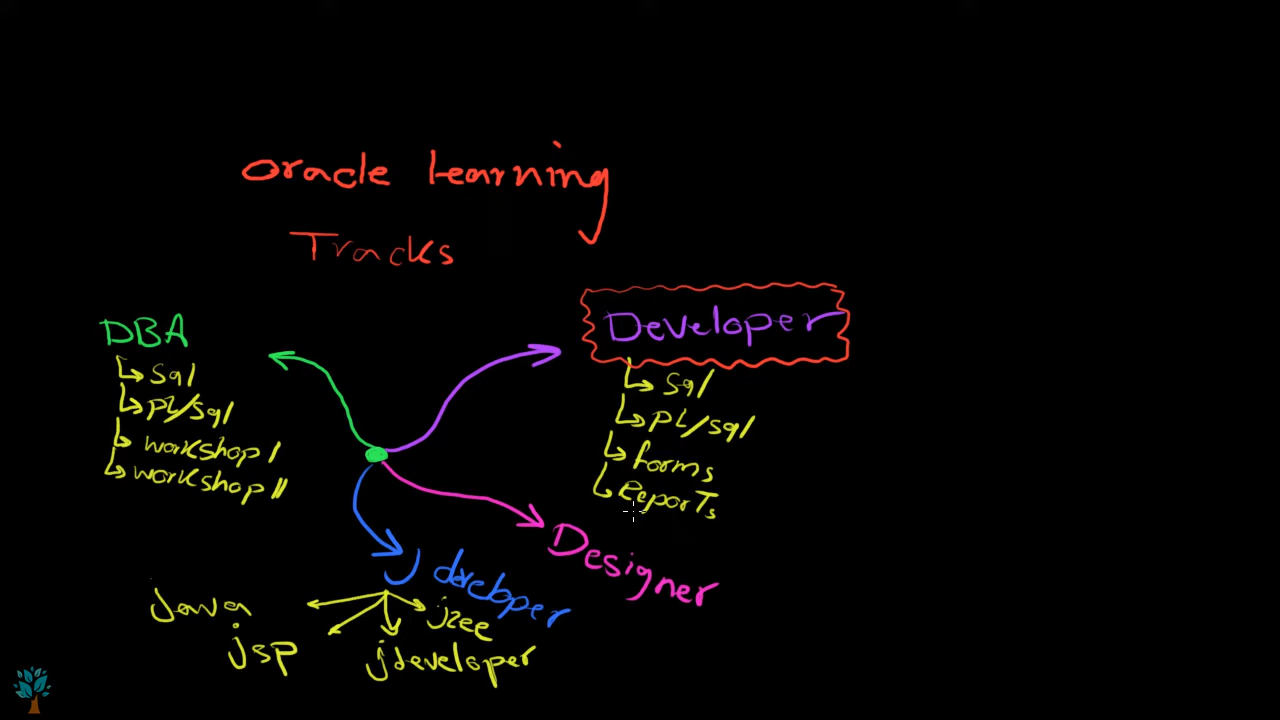 Oracle Learning
Tracks
DBA
Sql
PL/sql
workshop I
workshop II
Developer
Sql
PL/sql
forms
ReporTs
Designer
J developer
java
jsp
jdeveloper
j2ee